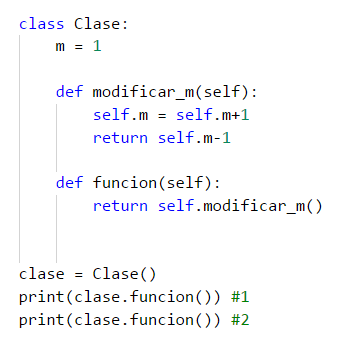 class Clase:
    m = 1
    def modificar_m(self):
        self.m = self.m+1
        return self.m-1
    def funcion(self):
        return self.modificar_m()
clase = Clase()
print(clase.funcion()) #1
print(clase.funcion()) #2